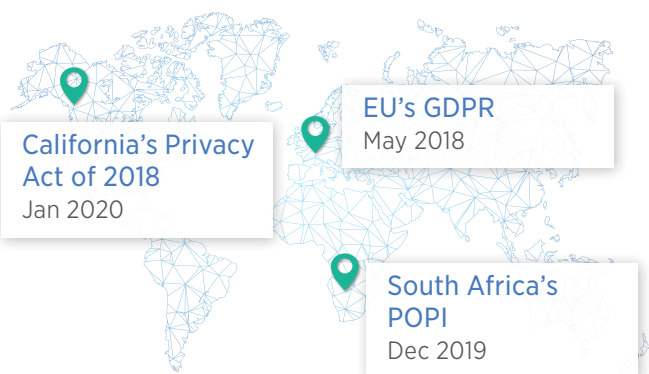 EU's GDPR
May 2018
California's Privacy
Act of 2018
Jan 2020
South Africa's
POPI
Dec 2019